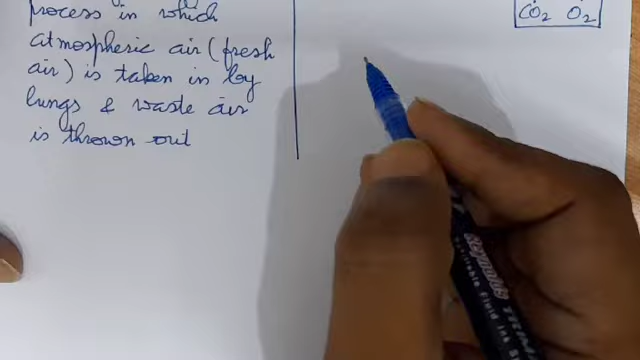 process in which
atmospheric air (fresh
air) is taken in by
lungs & waste air
is thrown out
CO2 O2
Reynolds